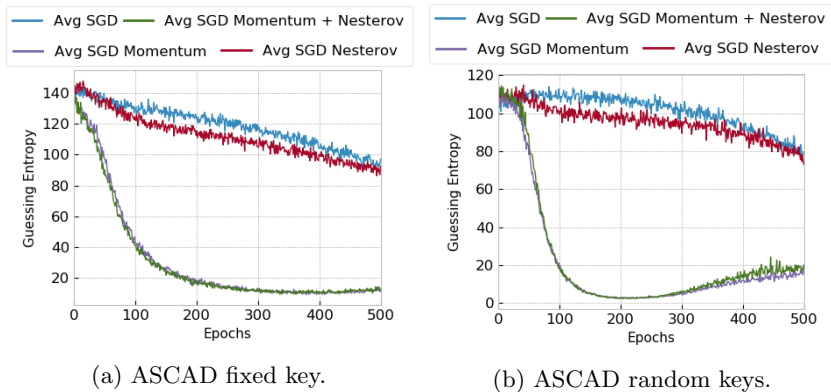 Avg SGD
Avg SGD Momentum + Nesterov
Avg SGD Momentum
Avg SGD Nesterov
140
120
100
80
60
40
20
Guessing Entropy
0
100
200
300
400
500
Epochs
(a) ASCAD fixed key.
Avg SGD
Avg SGD Momentum + Nesterov
Avg SGD Momentum
Avg SGD Nesterov
120
100
80
60
40
20
0
Guessing Entropy
0
100
200
300
400
500
Epochs
(b) ASCAD random keys.